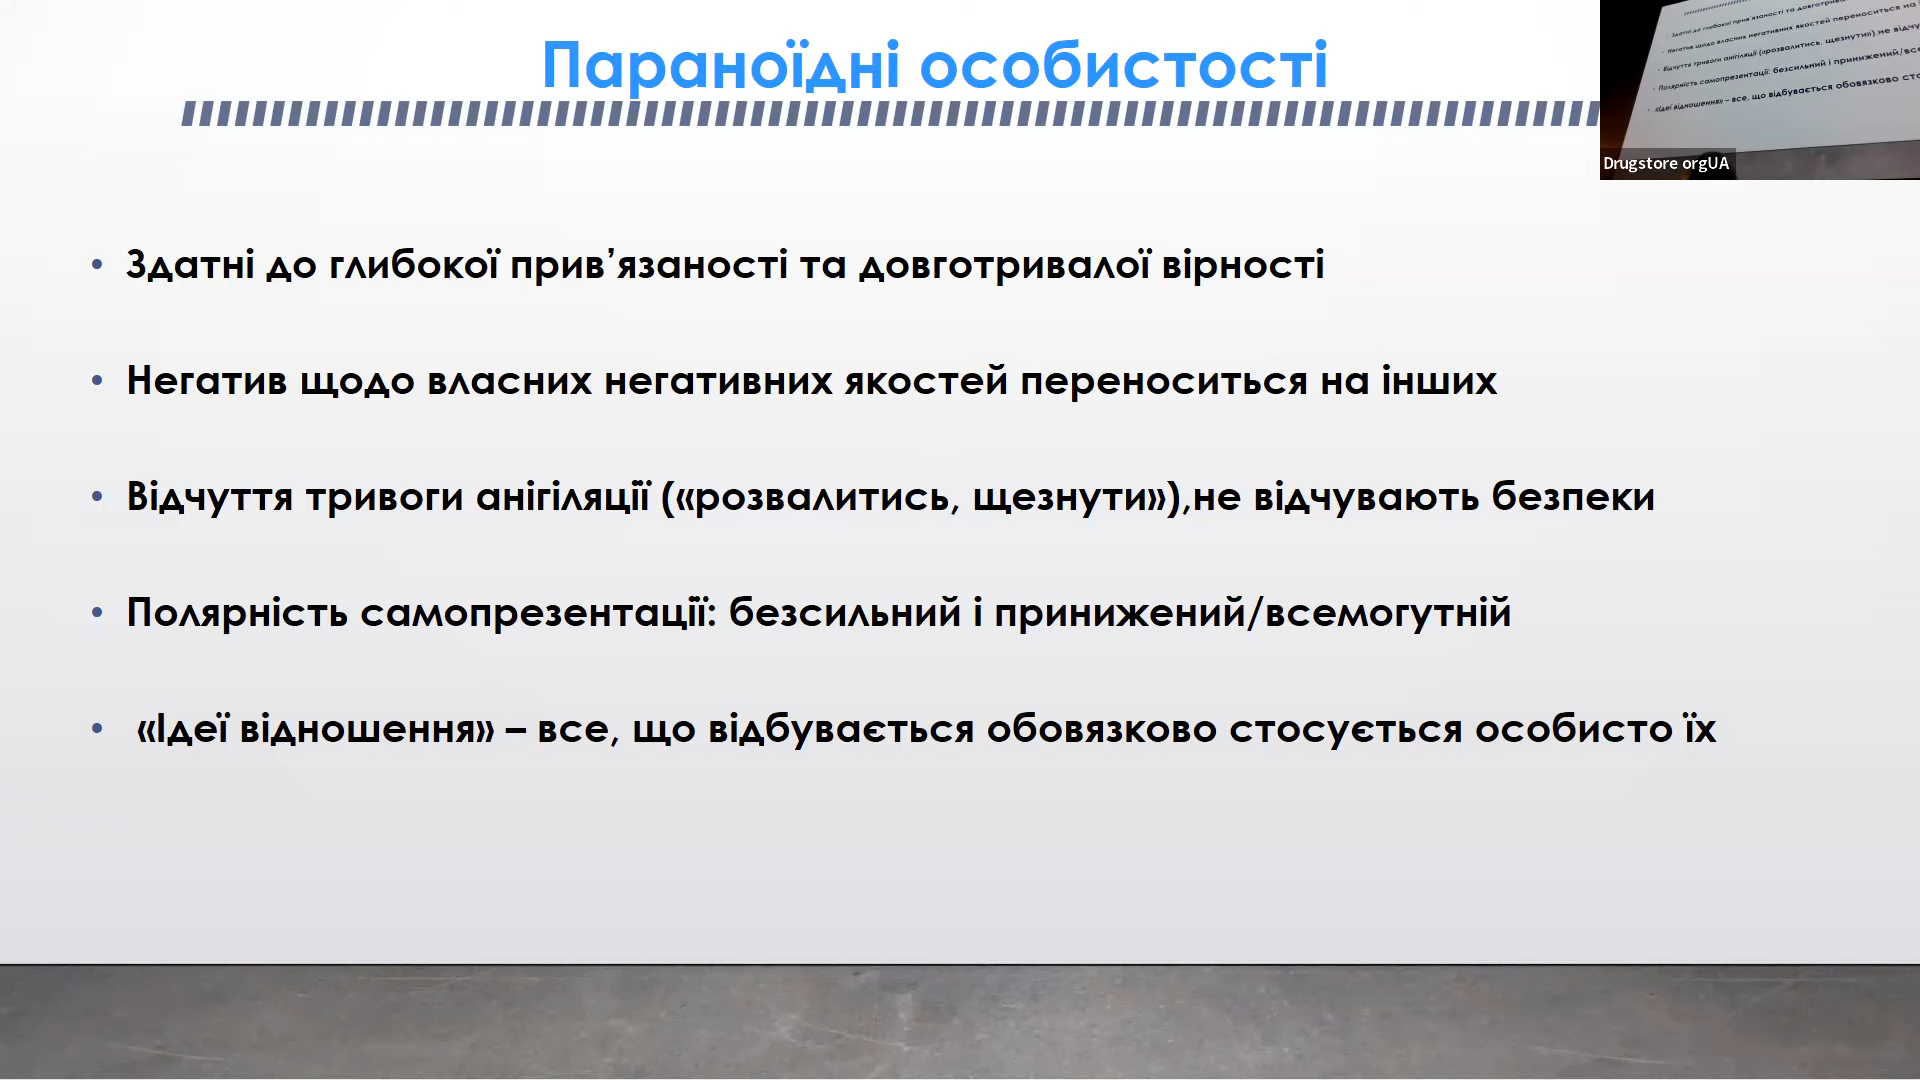 Параноїдні особистості
• Здатні до глибокої прив’язаності та довготривалої вірності
• Негатив щодо власних негативних якостей переноситься на інших
• Відчуття тривоги анігіляції («розвалитись, щезнути»),не відчувають безпеки
• Полярність самопрезентації: безсильний і принижений/всемогутній
• «Ідеї відношення» – все, що відбувається обовязково стосується особисто їх
Drugstore orgUA